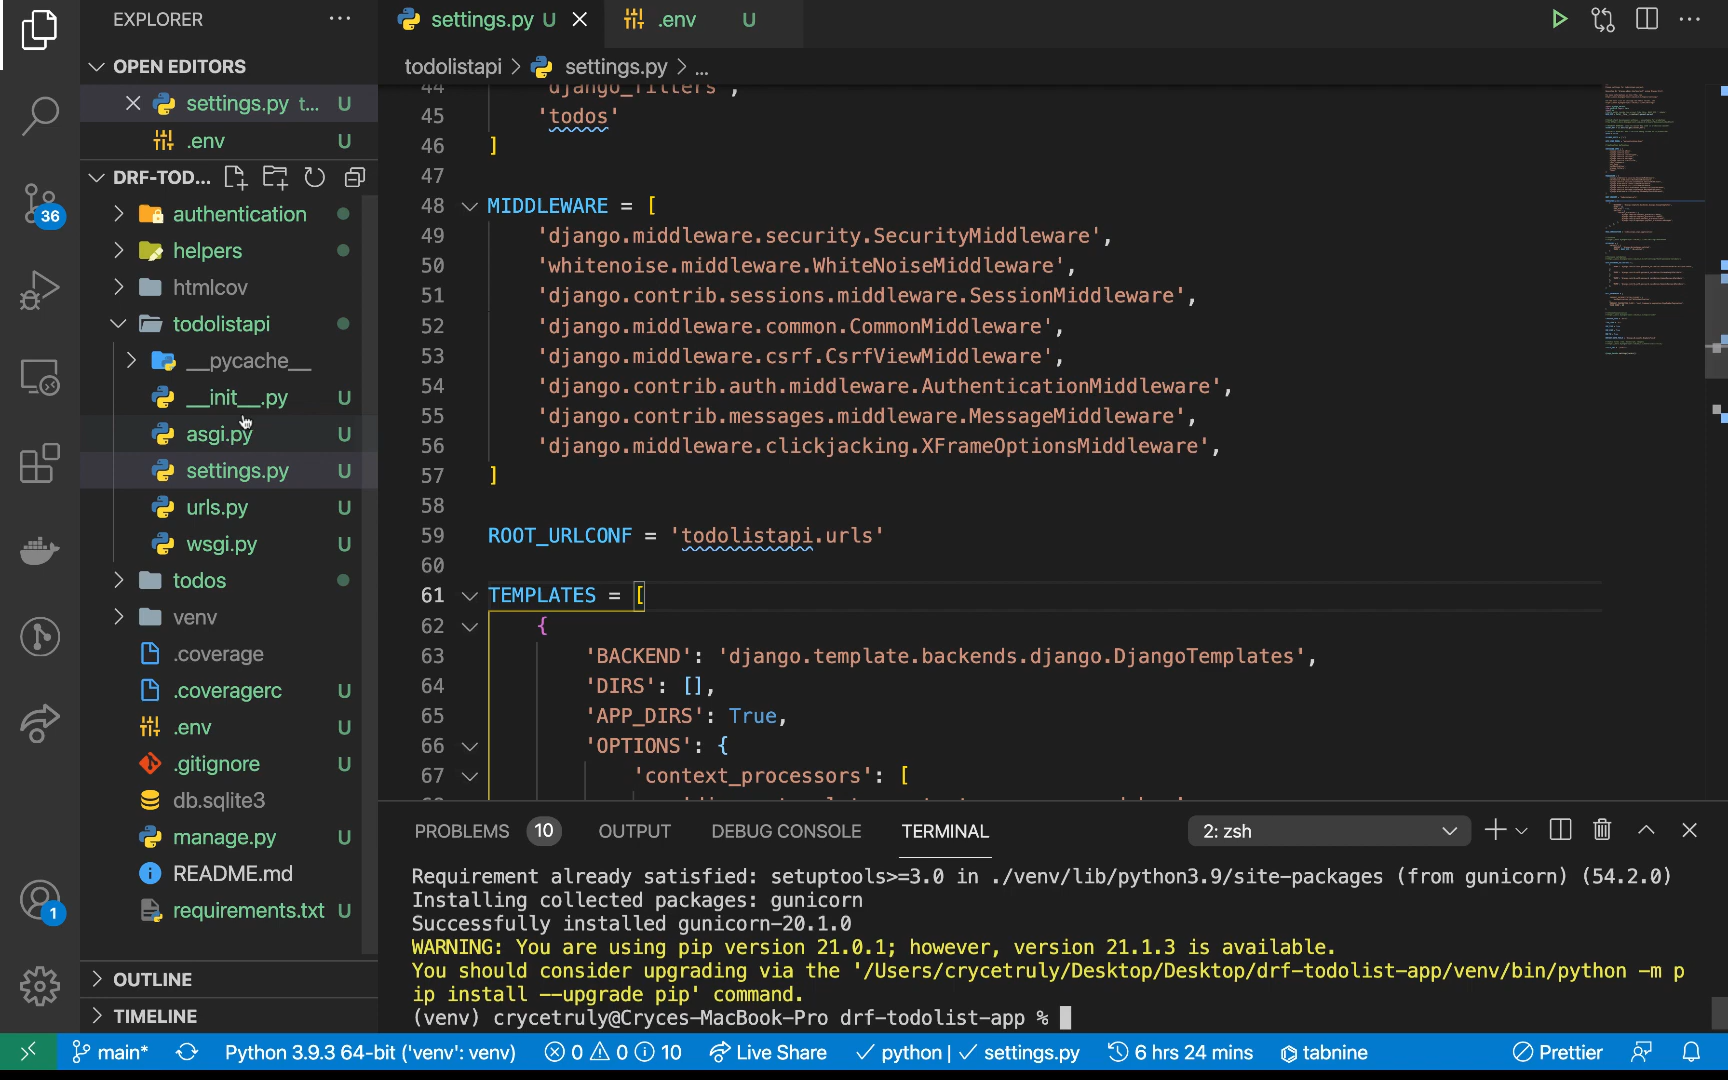 EXPLORER
settings.py U
.env U
OPEN EDITORS
todolistapi > settings.py > ...
settings.py t... U
.env U
DRF-TOD...
authentication
helpers
htmlcov
todolistapi
__pycache__
__init__.py U
asgi.py U
settings.py U
urls.py U
wsgi.py U
todos
venv
.coverage
.coveragerc U
.env U
.gitignore U
db.sqlite3
manage.py U
README.md
requirements.txt U
OUTLINE
TIMELINE
36
1
44 'django_filters',
45 'todos'
46 ]
47
48 MIDDLEWARE = [
49 'django.middleware.security.SecurityMiddleware',
50 'whitenoise.middleware.WhiteNoiseMiddleware',
51 'django.contrib.sessions.middleware.SessionMiddleware',
52 'django.middleware.common.CommonMiddleware',
53 'django.middleware.csrf.CsrfViewMiddleware',
54 'django.contrib.auth.middleware.AuthenticationMiddleware',
55 'django.contrib.messages.middleware.MessageMiddleware',
56 'django.middleware.clickjacking.XFrameOptionsMiddleware',
57 ]
58
59 ROOT_URLCONF = 'todolistapi.urls'
60
61 TEMPLATES = [
62 {
63 'BACKEND': 'django.template.backends.django.DjangoTemplates',
64 'DIRS': [],
65 'APP_DIRS': True,
66 'OPTIONS': {
67 'context_processors': [
PROBLEMS 10 OUTPUT DEBUG CONSOLE TERMINAL 2: zsh
Requirement already satisfied: setuptools>=3.0 in ./venv/lib/python3.9/site-packages (from gunicorn) (54.2.0)
Installing collected packages: gunicorn
Successfully installed gunicorn-20.1.0
WARNING: You are using pip version 21.0.1; however, version 21.1.3 is available.
You should consider upgrading via the '/Users/crycetruly/Desktop/Desktop/drf-todolist-app/venv/bin/python -m p
ip install --upgrade pip' command.
(venv) crycetruly@Cryces-MacBook-Pro drf-todolist-app %
main* Python 3.9.3 64-bit ('venv': venv) 0 0 10 Live Share python | settings.py 6 hrs 24 mins tabnine Prettier